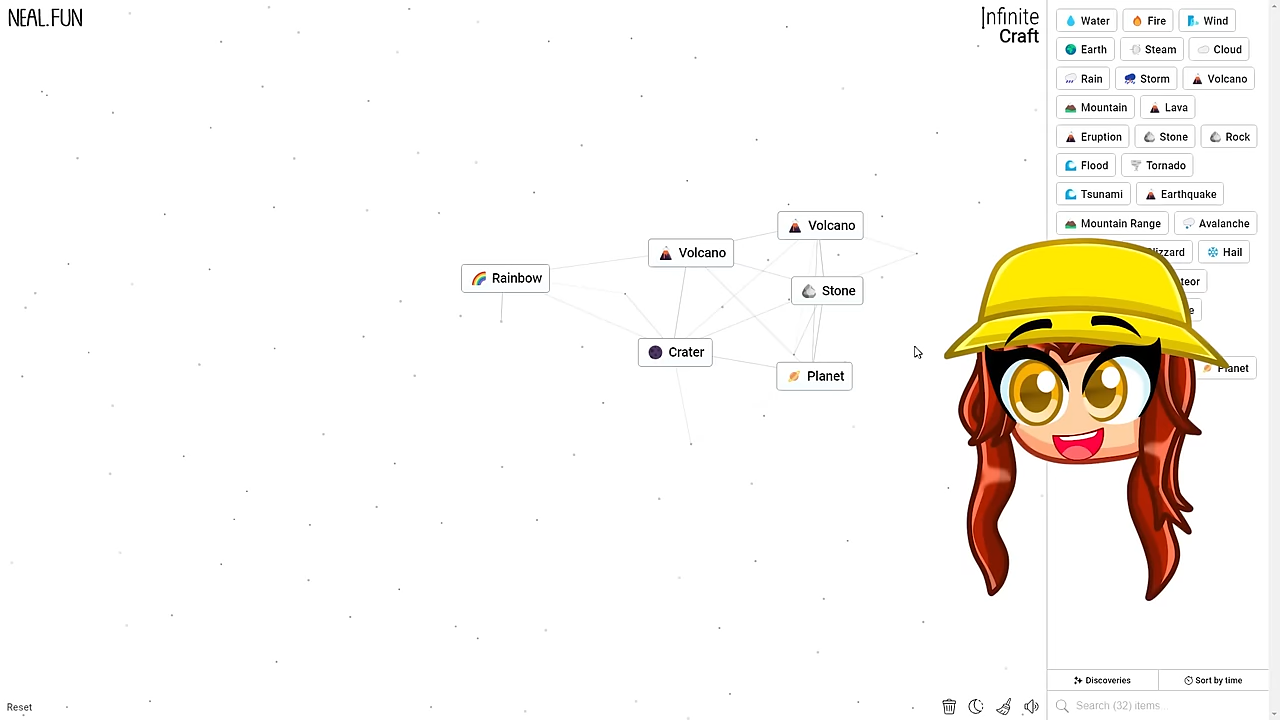 NEAL.FUN
Infinite
Craft
Water Fire Wind
Earth Steam Cloud
Rain Storm Volcano
Mountain Lava
Eruption Stone Rock
Flood Tornado
Tsunami Earthquake
Mountain Range Avalanche
Hail
Planet
Volcano
Volcano
Rainbow
Stone
Crater
Planet
Reset
Discoveries Sort by time
Search (32) items...